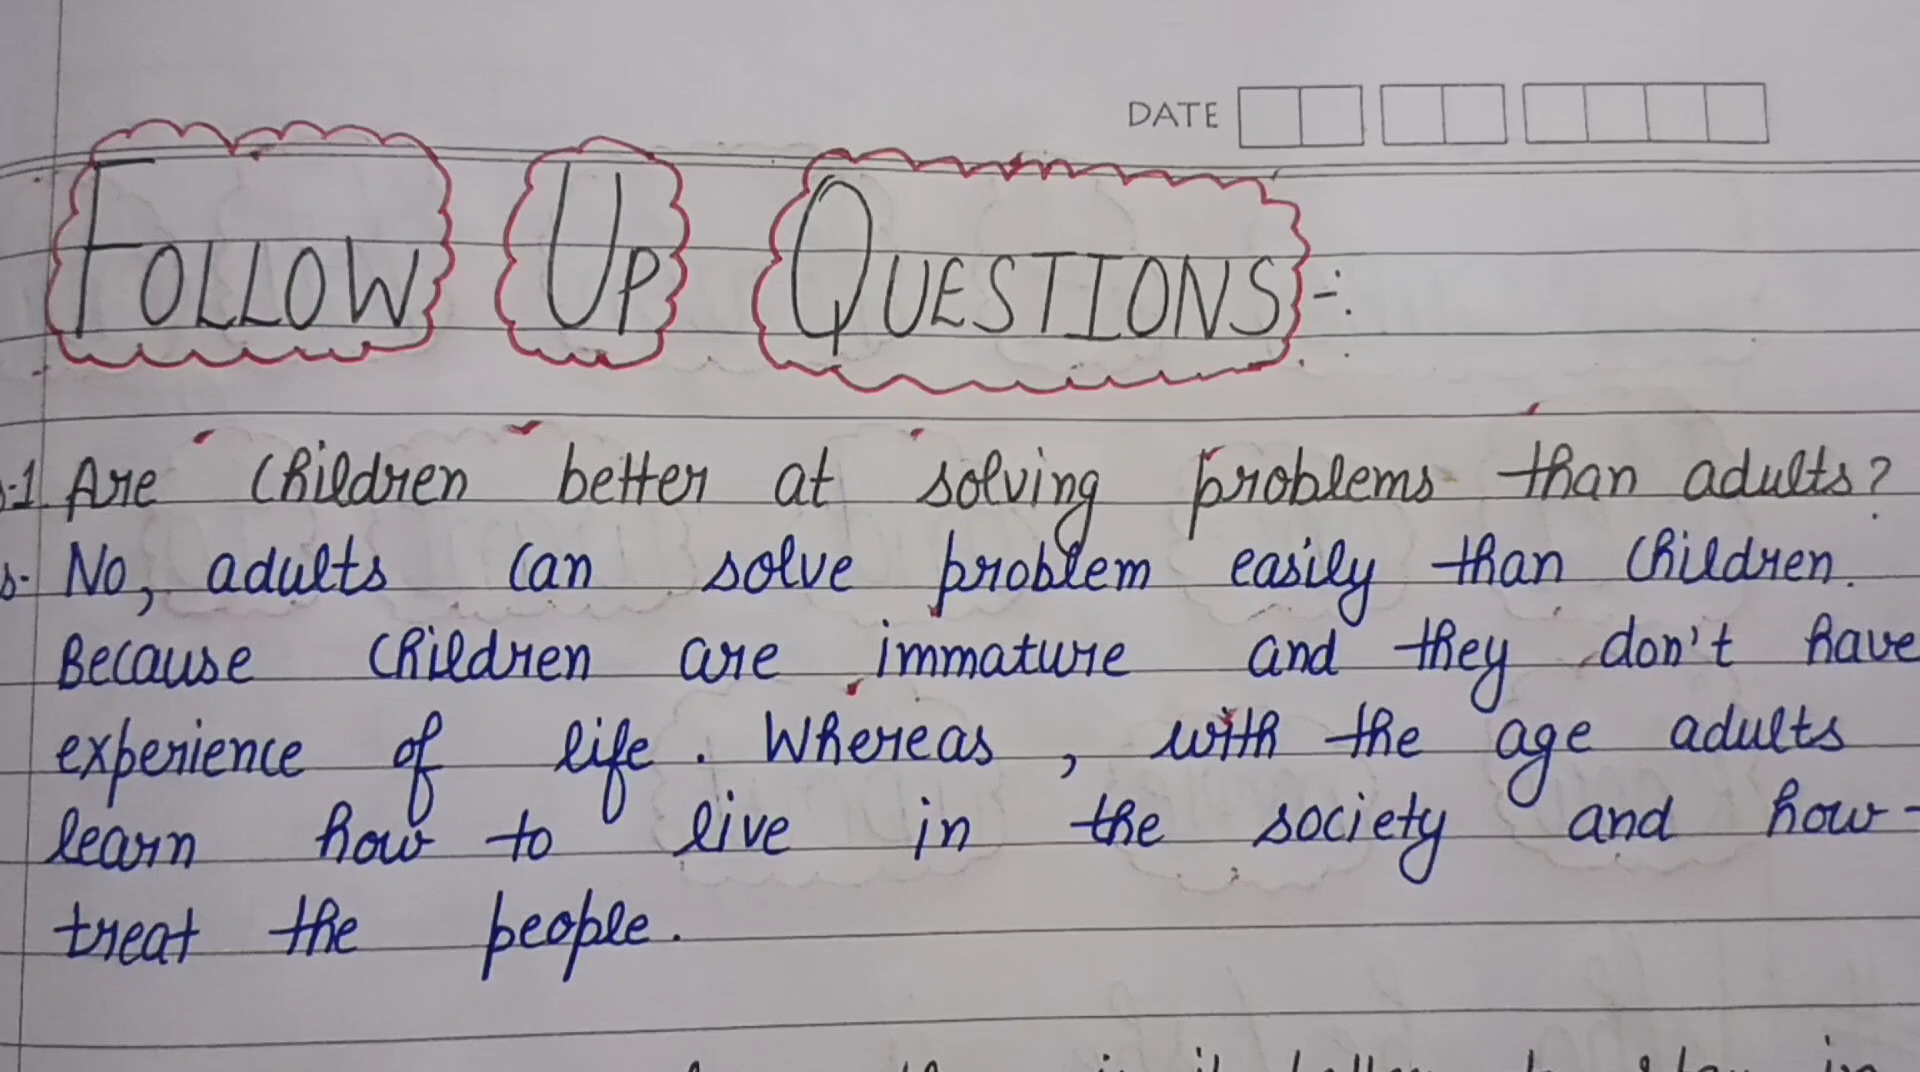 DATE
FOLLOW UP QUESTIONS -:
-1. Are children better at solving problems than adults?
s- No, adults can solve problem easily than children.
Because children are immature and they don't have
experience of life. Whereas, with the age adults
learn how to live in the society and how-
treat the people.